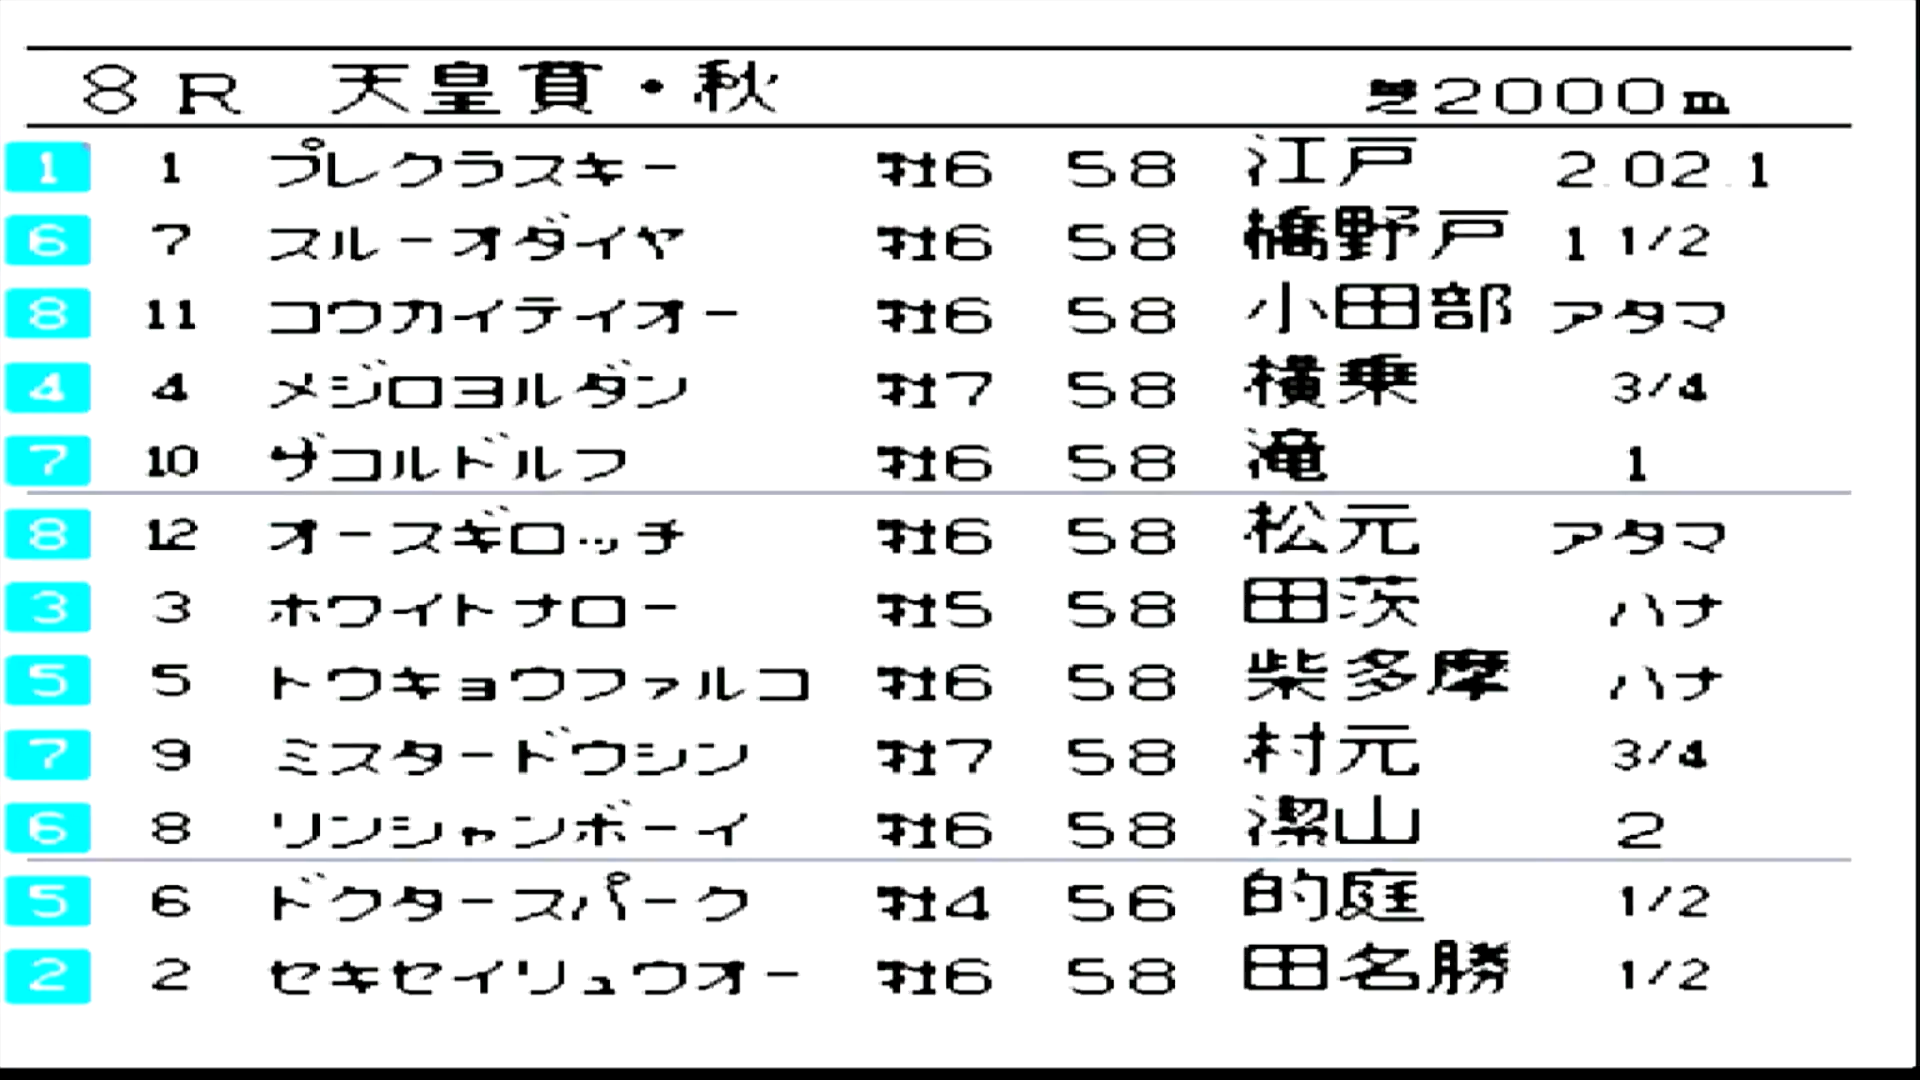 8R 天皇賞・秋 芝2000m
1 1 プレクラスキー 牡6 58 江戸 2.02.1
6 7 スルーオダイヤ 牡6 58 橋野戸 1 1/2
8 11 コウカイテイオー 牡6 58 小田部 アタマ
4 4 メジロヨルダン 牡7 58 横乗 3/4
7 10 ザコルドルフ 牡6 58 滝 1
8 12 オースギロッチ 牡6 58 松元 アタマ
3 3 ホワイトナロー 牡5 58 田茨 ハナ
5 5 トウキョウファルコ 牡6 58 柴多摩 ハナ
7 9 ミスタードウシン 牡7 58 村元 3/4
6 8 リンシャンボーイ 牡6 58 潔山 2
5 6 ドクタースパーク 牡4 56 的庭 1/2
2 2 セキセイリュウオー 牡6 58 田名勝 1/2